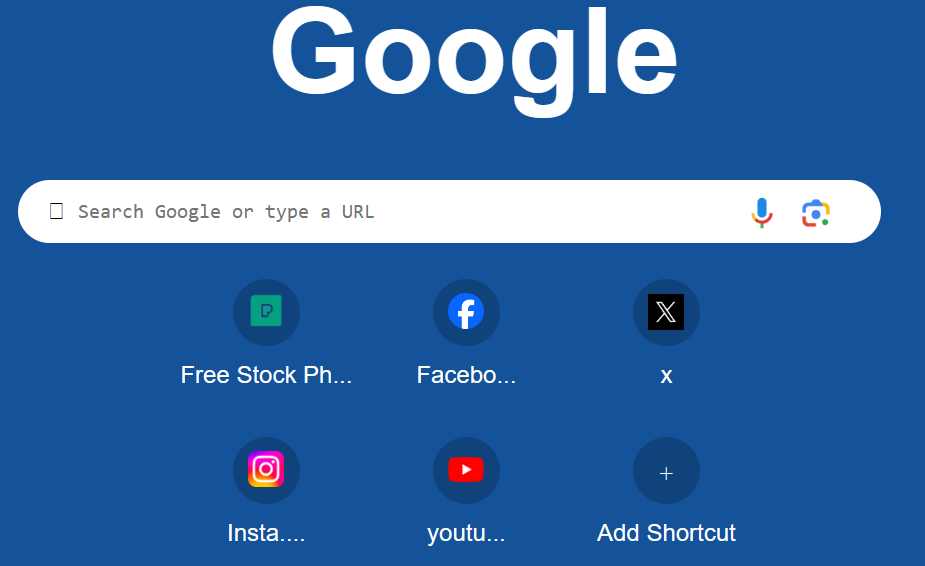 Google
Search Google or type a URL
Free Stock Ph... Facebo... x
Insta.... youtu... Add Shortcut